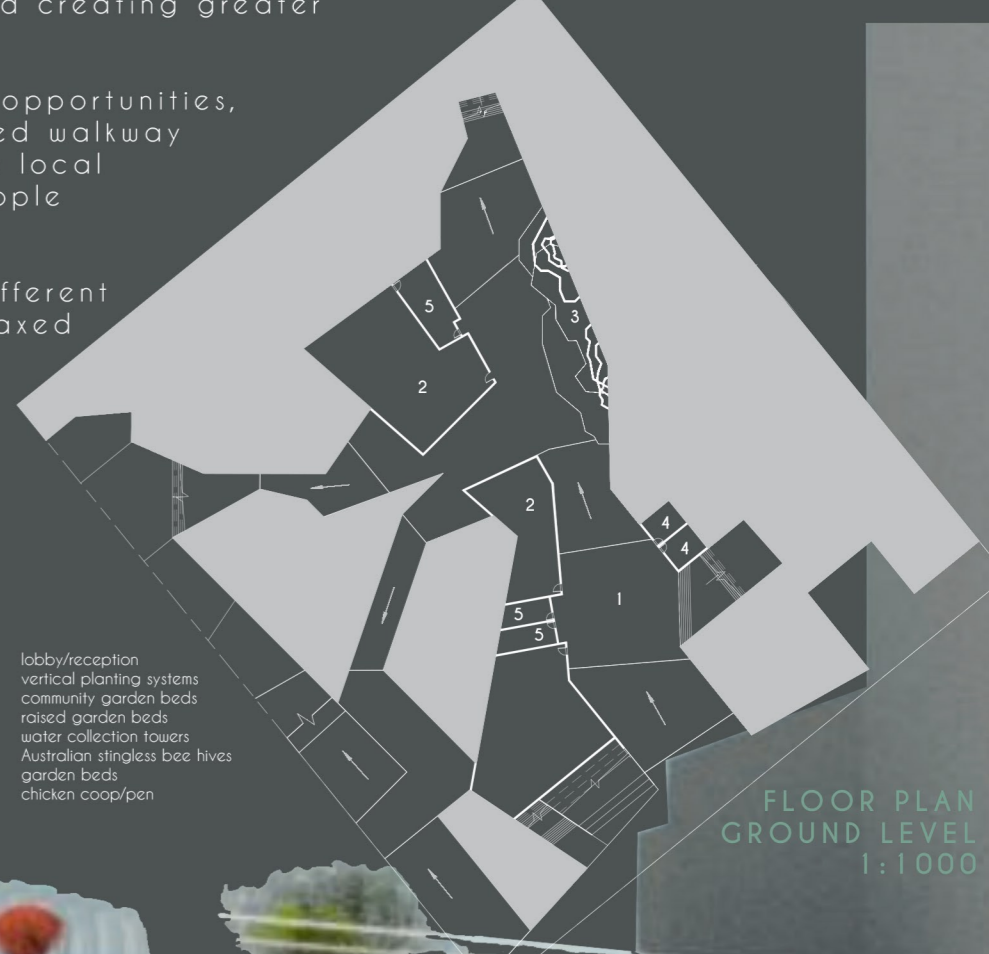 d creating greater
opportunities,
ed walkway
local
ople
fferent
axed
5
2
3
2
4
4
1
5
5
lobby/reception
vertical planting systems
community garden beds
raised garden beds
water collection towers
Australian stingless bee hives
garden beds
chicken coop/pen
FLOOR PLAN
GROUND LEVEL
1:1000